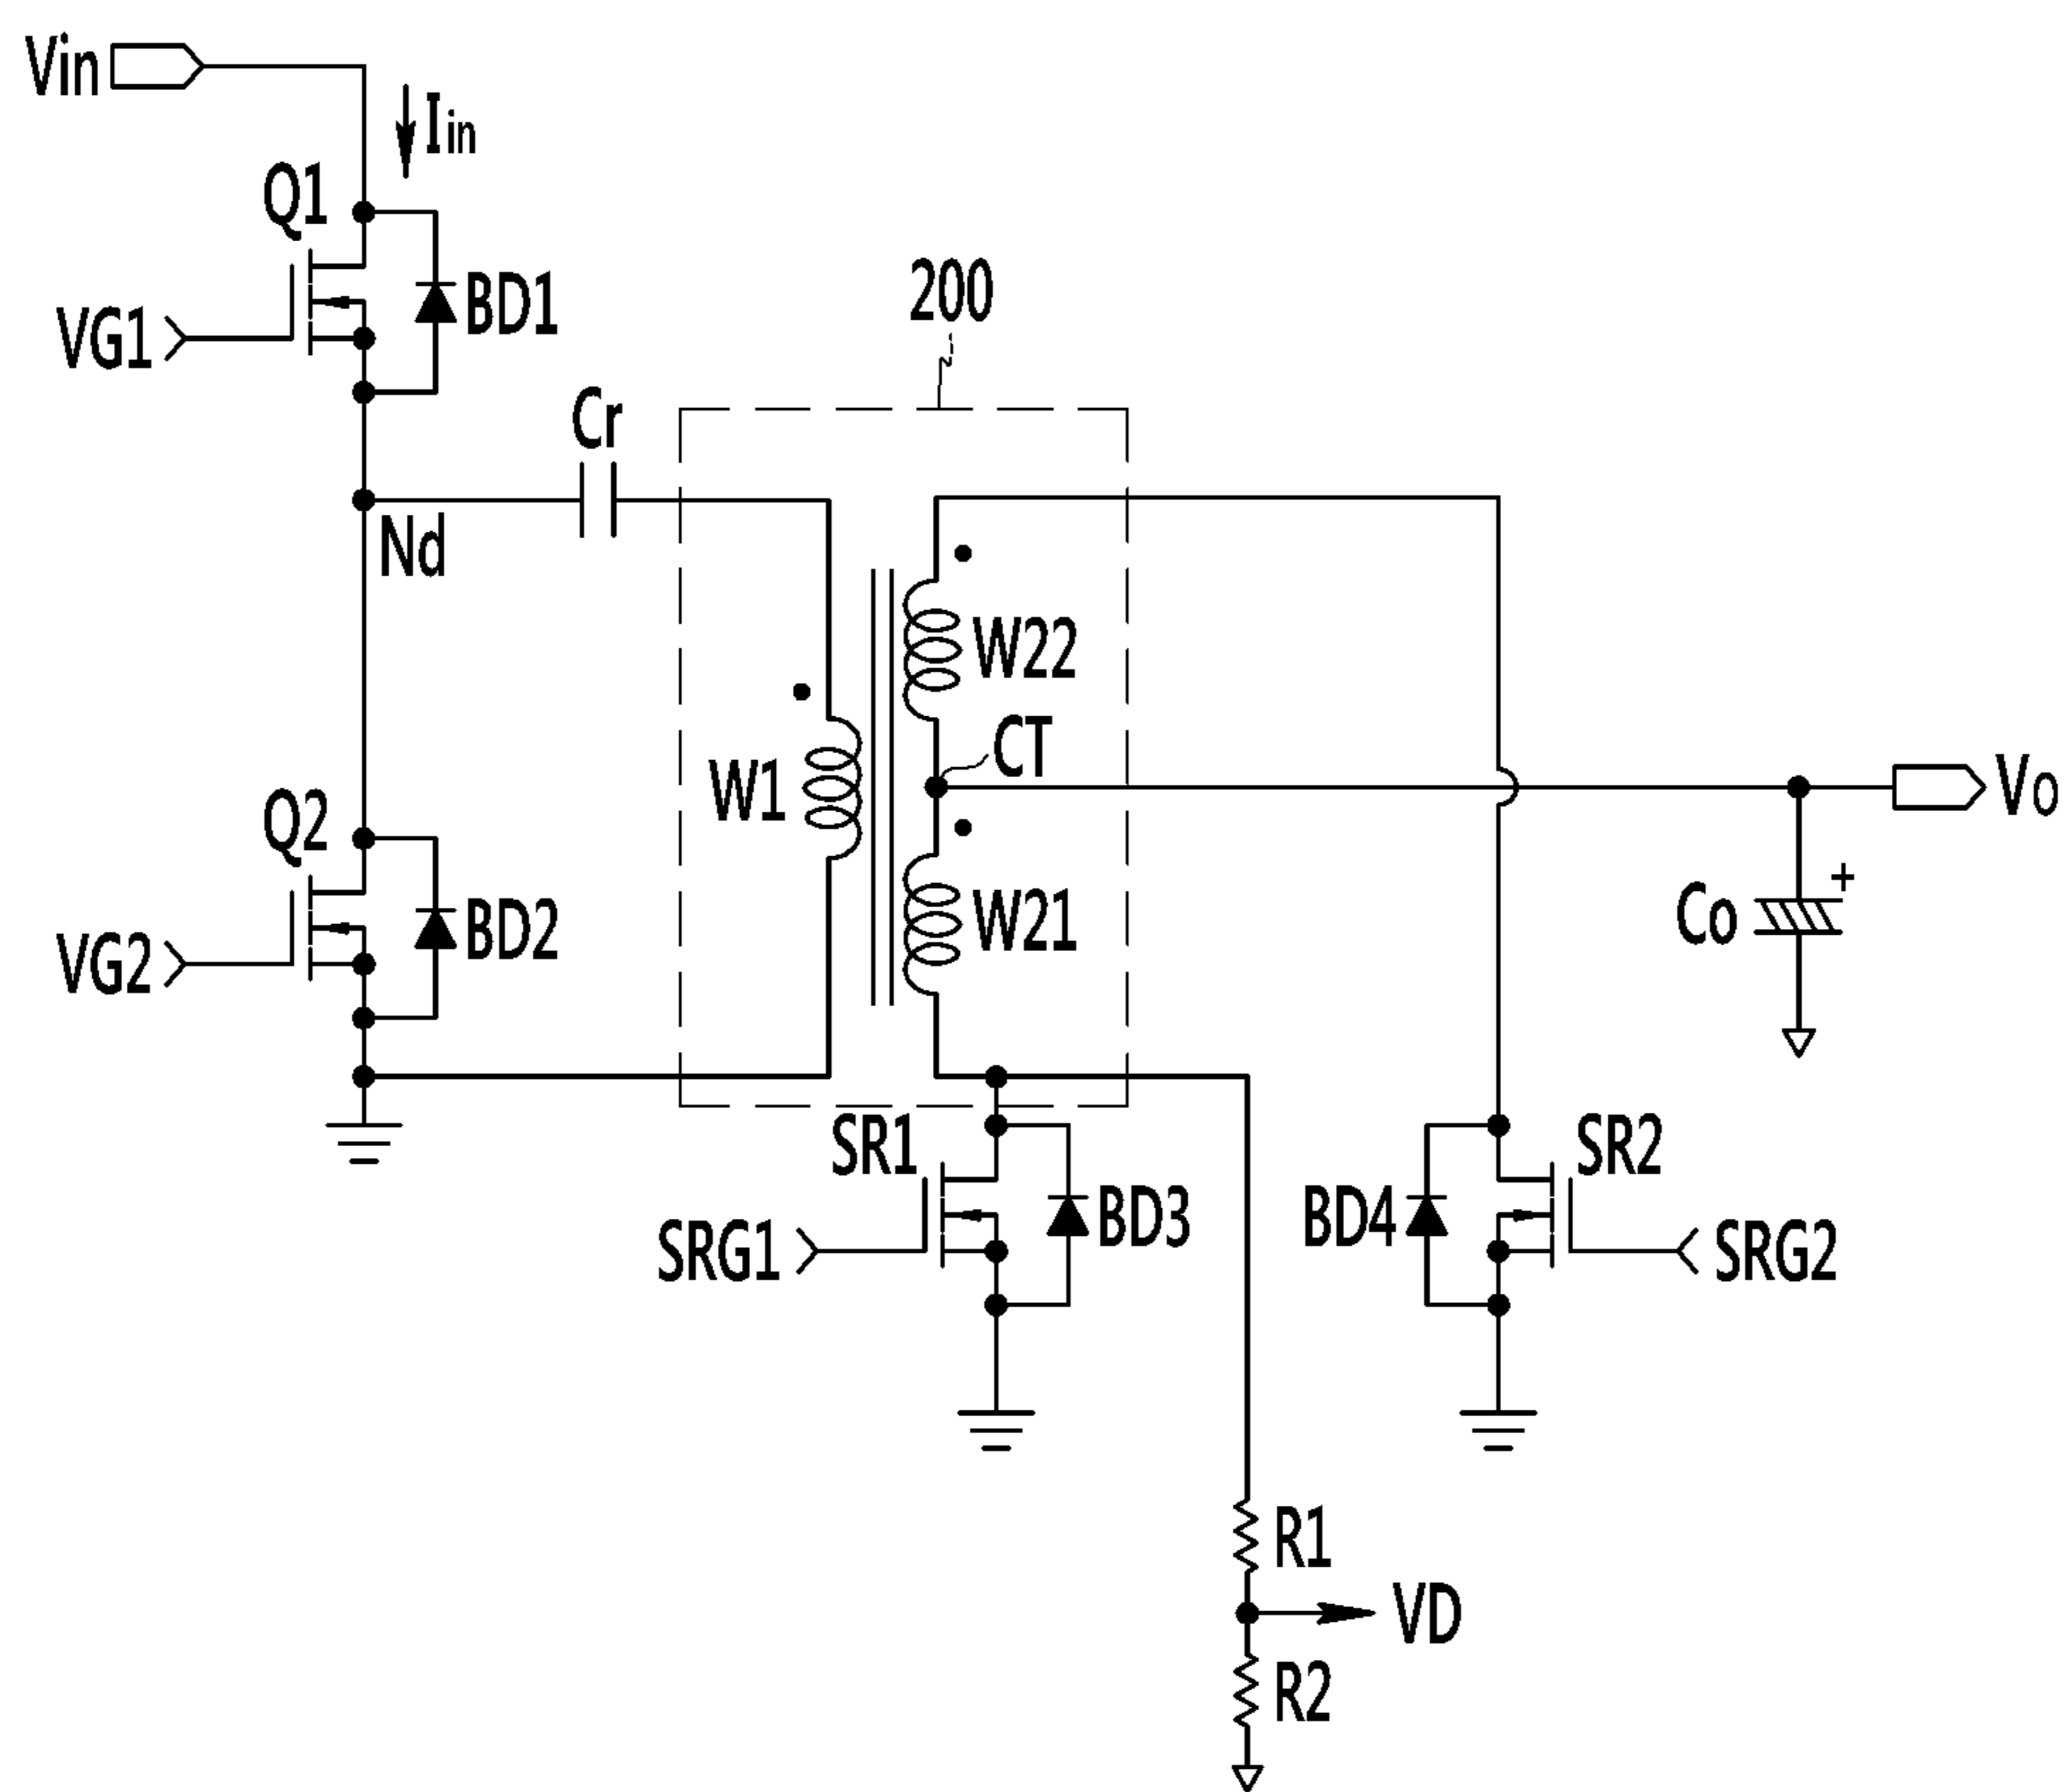 Vin
Iin
Q1
BD1
VG1
200
Cr
Nd
W22
CT
W1
Vo
Q2
BD2
VG2
W21
+
Co
SR1
SR2
BD3
BD4
SRG1
SRG2
R1
VD
R2